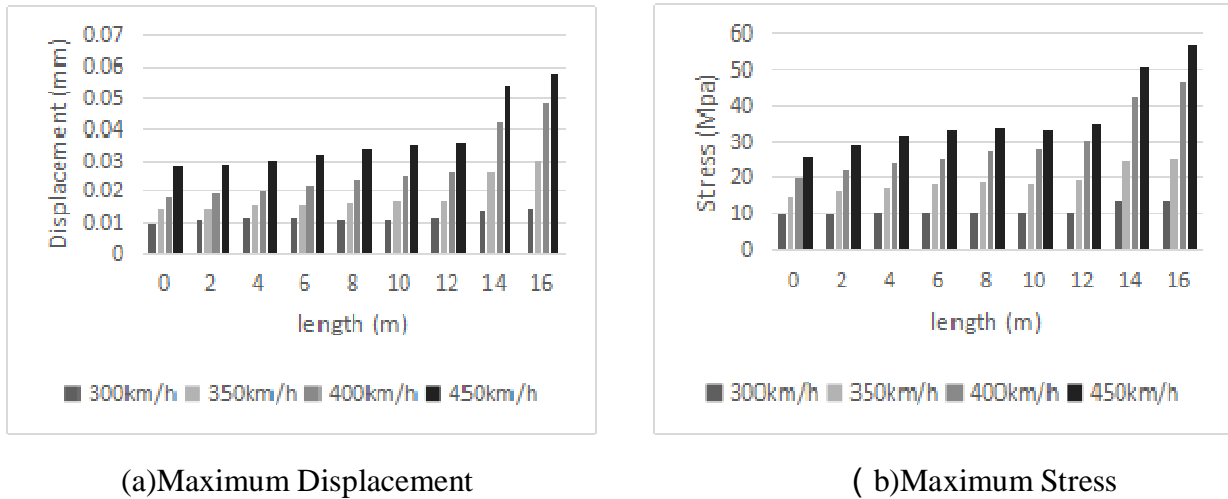 Displacement (mm)
0.07
0.06
0.05
0.04
0.03
0.02
0.01
0
0 2 4 6 8 10 12 14 16
length (m)
300km/h 350km/h 400km/h 450km/h
(a)Maximum Displacement
Stress (Mpa)
60
50
40
30
20
10
0
0 2 4 6 8 10 12 14 16
length (m)
300km/h 350km/h 400km/h 450km/h
( b)Maximum Stress